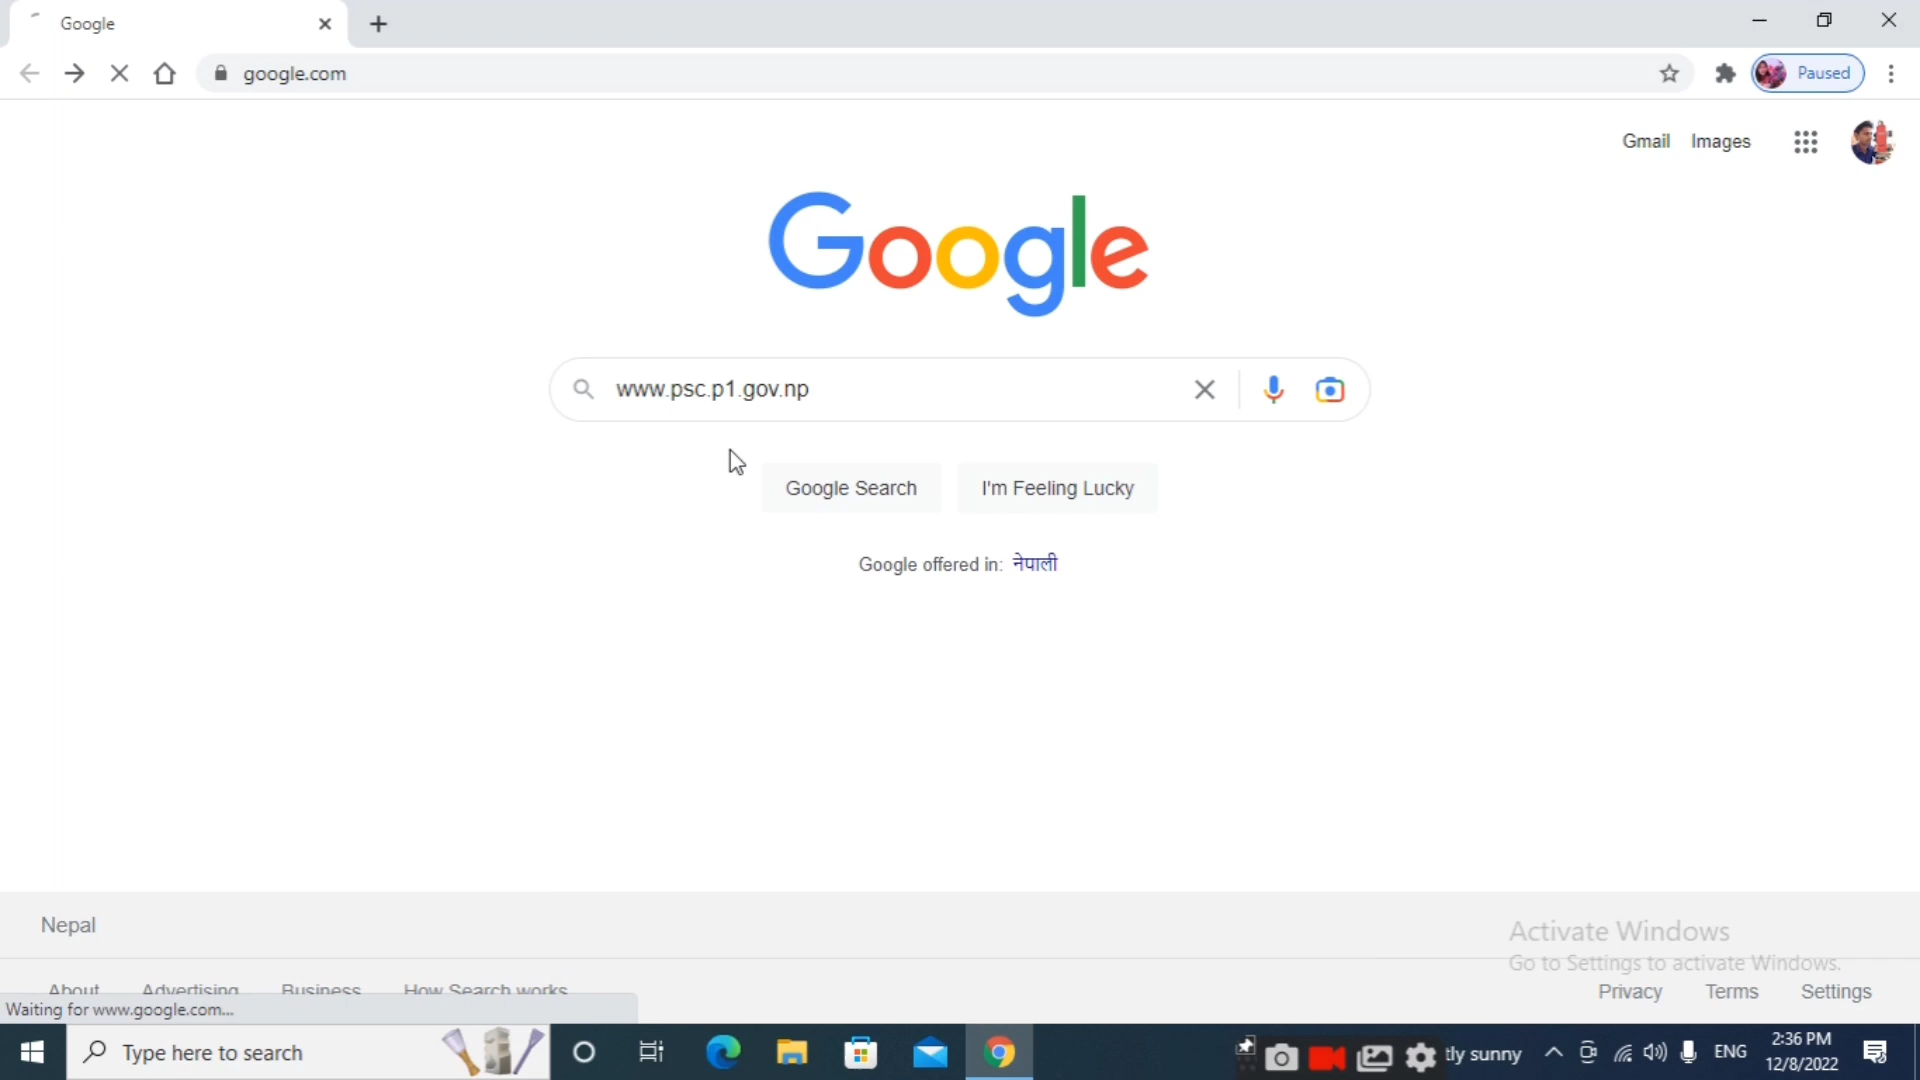 Google
google.com
Paused
Gmail Images
Google
www.psc.p1.gov.np
Google Search I'm Feeling Lucky
Google offered in: नेपाली
Nepal
Activate Windows
Go to Settings to activate Windows.
About Advertising Business How Search works
Privacy Terms Settings
Waiting for www.google.com...
Type here to search
tly sunny
ENG
2:36 PM
12/8/2022